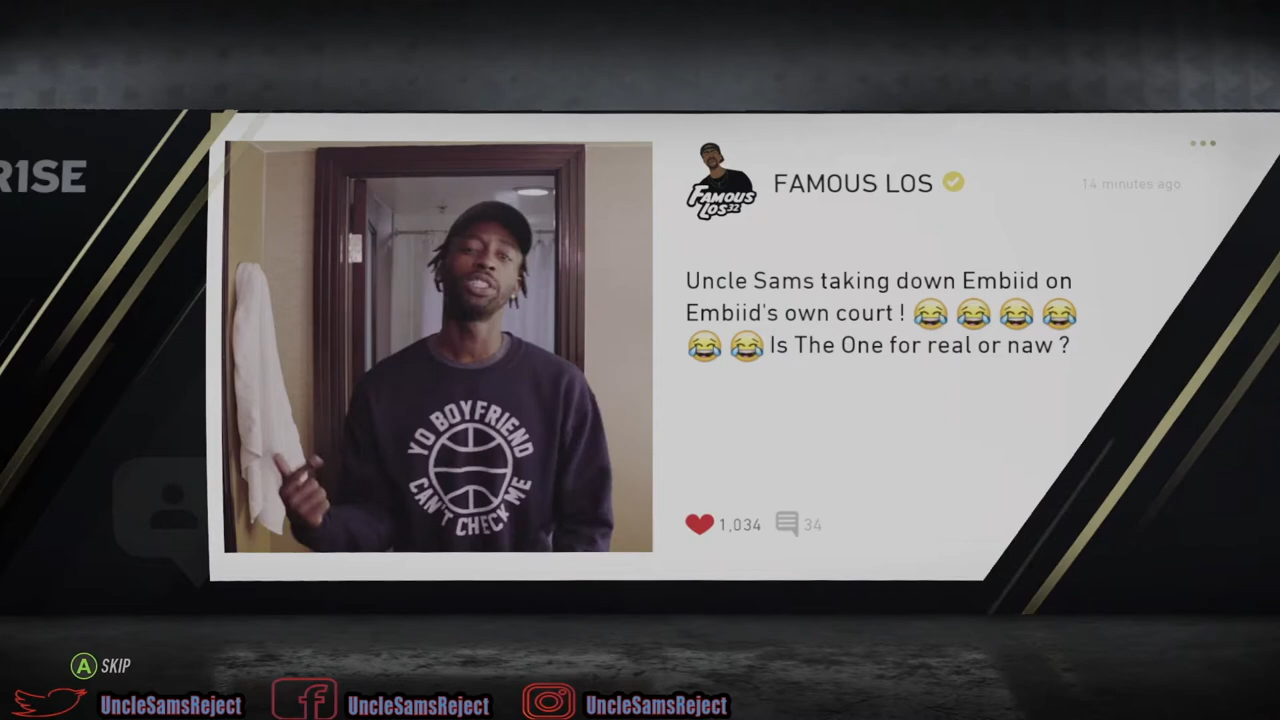 R1SE
FAMOUS LOS
14 minutes ago
FAMOUS
LOS32
Uncle Sams taking down Embiid on
Embiid's own court ! 😂 😂 😂 😂
😂 😂 Is The One for real or naw ?
YO BOYFRIEND
CAN'T CHECK ME
1,034 34
A SKIP
UncleSamsReject UncleSamsReject UncleSamsReject